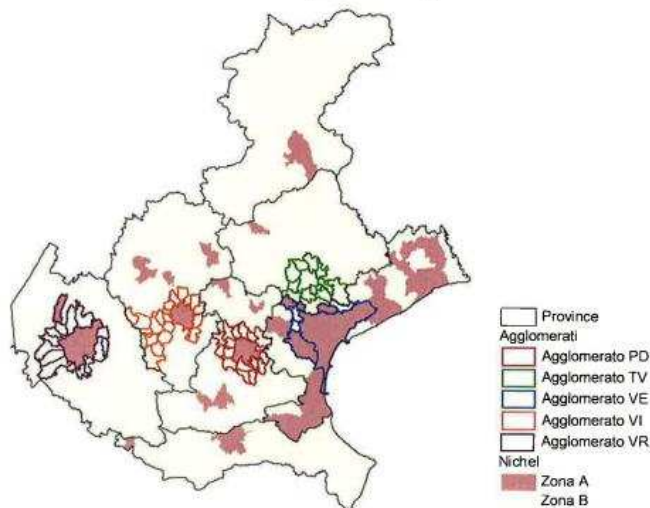 Province
Agglomerati
Agglomerato PD
Agglomerato TV
Agglomerato VE
Agglomerato VI
Agglomerato VR
Nichel
Zona A
Zona B